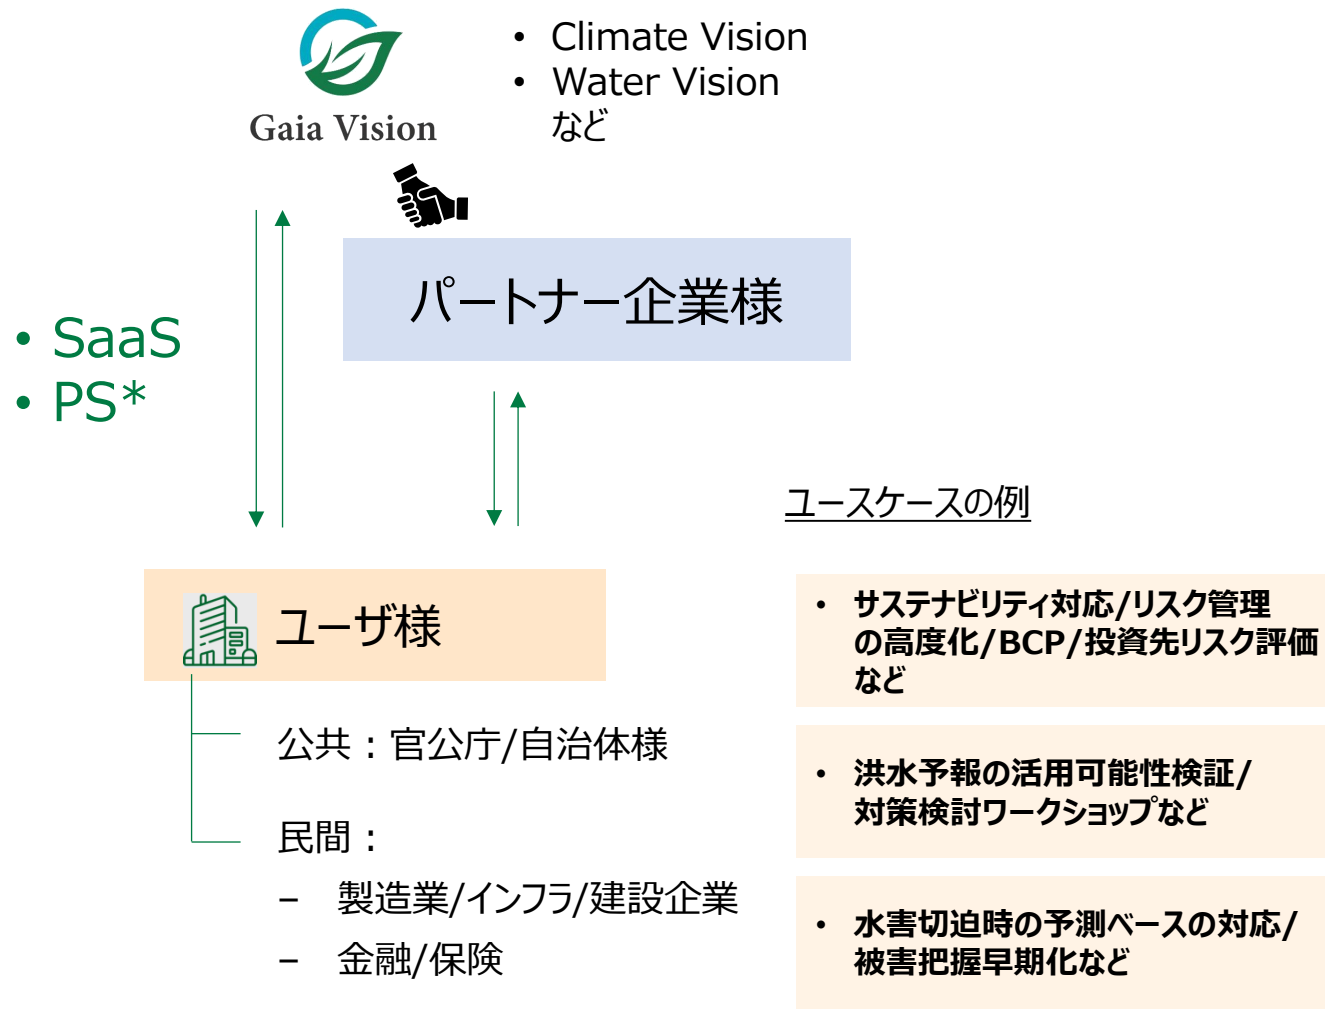 Gaia Vision
• Climate Vision
• Water Vision
など
パートナー企業様
• SaaS
• PS*
ユーザ様
公共：官公庁/自治体様
民間：
– 製造業/インフラ/建設企業
– 金融/保険
ユースケースの例
• サステナビリティ対応/リスク管理
の高度化/BCP/投資先リスク評価
など
• 洪水予報の活用可能性検証/
対策検討ワークショップなど
• 水害切迫時の予測ベースの対応/
被害把握早期化など